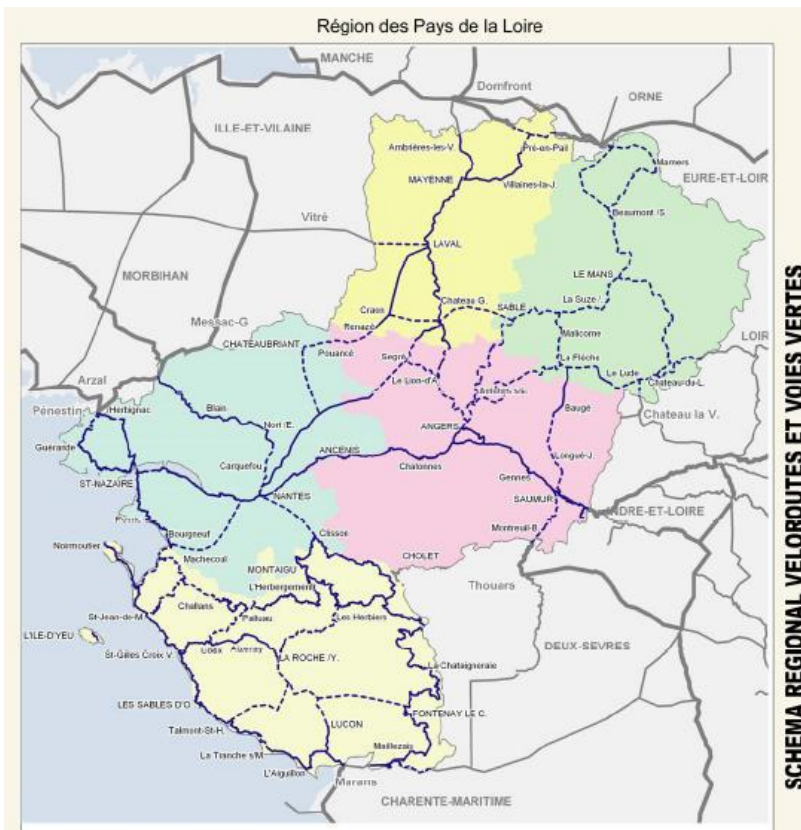 Région des Pays de la Loire
MANCHE
Domfront
ORNE
ILLE-ET-VILAINE
Ambrières-les-V.
Pré-en-Pail
Mamers
MAYENNE
EURE-ET-LOIR
Villaines-la-J.
Vitré
Beaumont /S.
LAVAL
MORBIHAN
LE MANS
Chateau G.
La Suze /.
Craon
SABLE
Messac-G
Renazé
Malicorne
CHATEAUBRIANT
LOIR
Pouancé
Segré
La Flèche
Arzal
Le Lion-d'A
Le Lude
Chateau-du-L.
Pénestin
Herbignac
Blain
Baugé
Chateau la V.
Nort /E.
ANGERS
Guérande
ANCENIS
Carquefou
Chalonnes
Longué-J.
ST-NAZAIRE
Gennes
NANTES
SAUMUR
INDRE-ET-LOIRE
Bourgneuf
Clisson
Montreuil-B.
Noirmoutier
Machecoul
CHOLET
MONTAIGU
L'Herbergement
Thouars
Challans
St-Jean-de-M.
Palluau
Les Herbiers
L'ILE-D'YEU
DEUX-SEVRES
St-Gilles Croix V.
Aizenay
LA ROCHE /Y.
La Chataigneraie
LES SABLES D'O.
FONTENAY LE C.
Talmont-St-H.
LUCON
La Tranche s/M
Maillezais
L'Aiguillon
Marans
CHARENTE-MARITIME
SCHEMA REGIONAL VELOROUTES ET VOIES VERTES